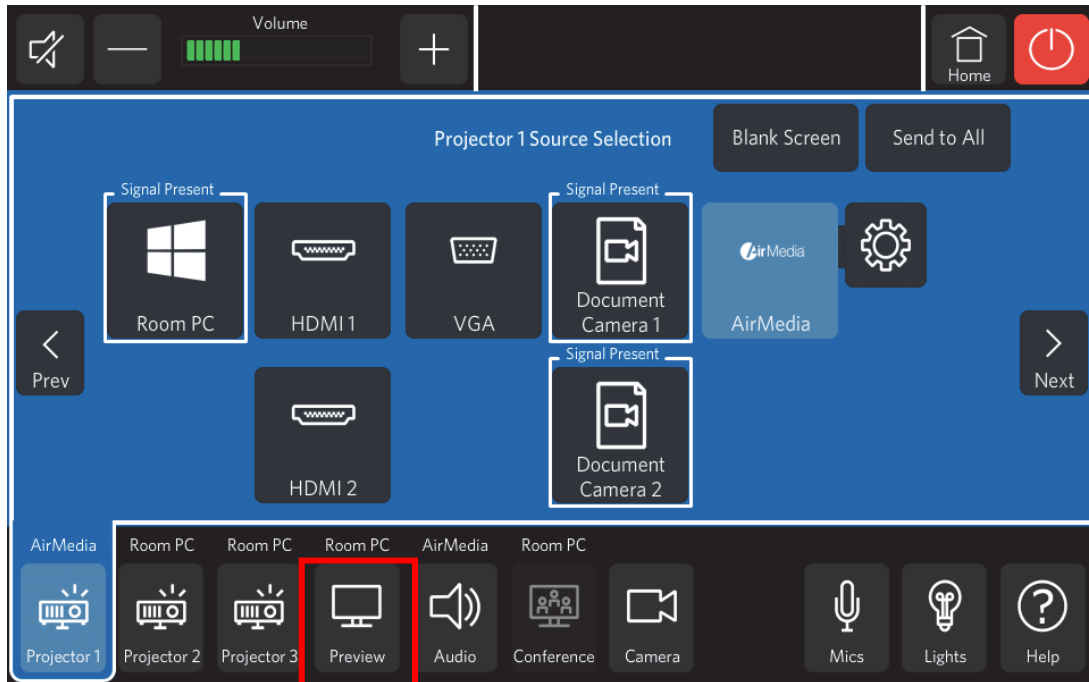 Volume
Home
Projector 1 Source Selection
Blank Screen
Send to All
Signal Present
Signal Present
Room PC
HDMI 1
VGA
Document
Camera 1
AirMedia
AirMedia
Prev
Signal Present
Next
HDMI 2
Document
Camera 2
AirMedia
Room PC
Room PC
Room PC
AirMedia
Room PC
Projector 1
Projector 2
Projector 3
Preview
Audio
Conference
Camera
Mics
Lights
Help